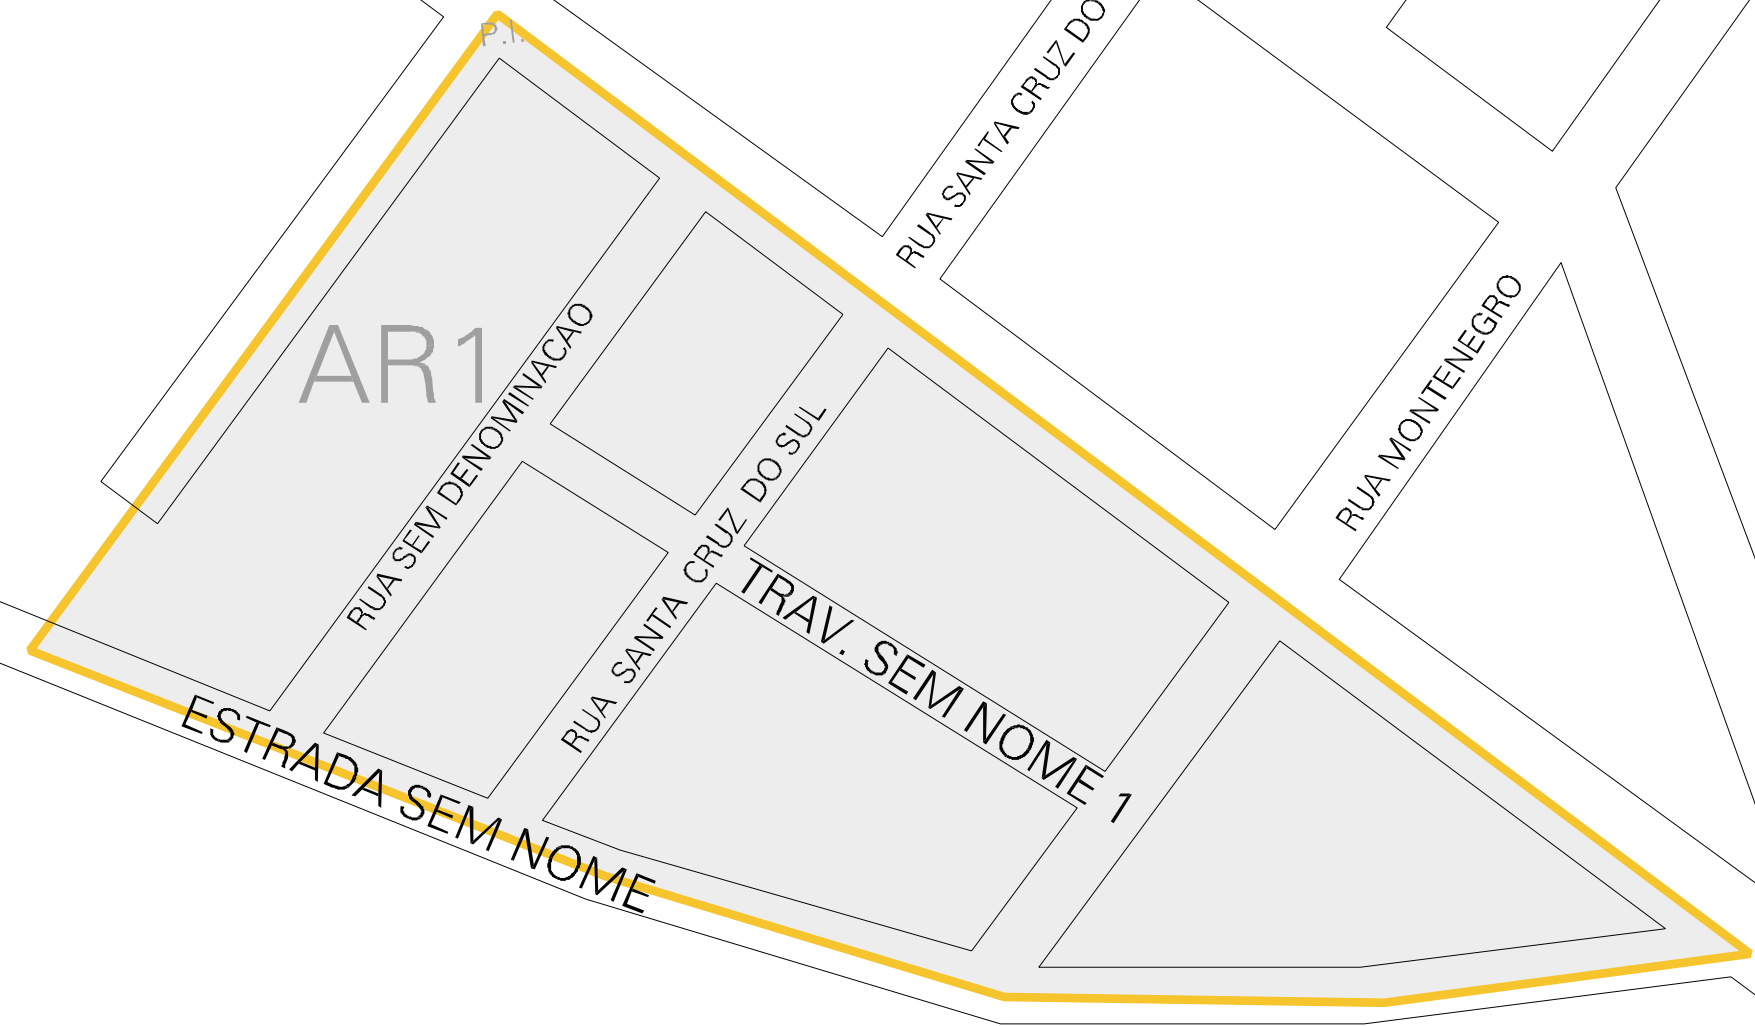 P.I.
RUA SANTA CRUZ DO
RUA MONTENEGRO
AR1
RUA SEM DENOMINACAO
RUA SANTA CRUZ DO SUL
TRAV. SEM NOME 1
ESTRADA SEM NOME